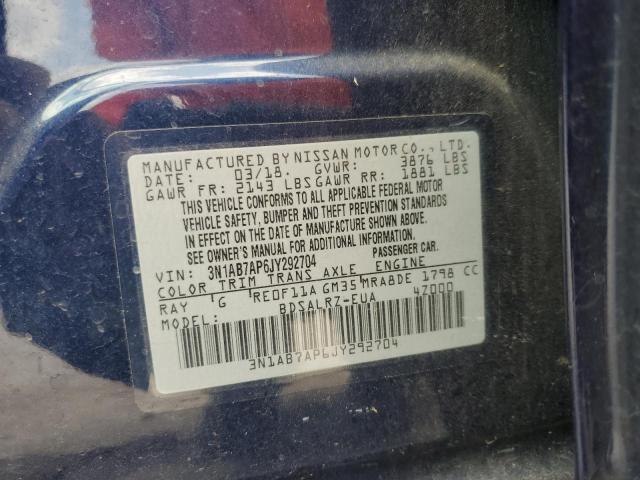 MANUFACTURED BY NISSAN MOTOR CO., LTD.
DATE: 03/18. GVWR: 3876 LBS
GAWR FR: 2143 LBS GAWR RR: 1881 LBS
THIS VEHICLE CONFORMS TO ALL APPLICABLE FEDERAL MOTOR
VEHICLE SAFETY, BUMPER AND THEFT PREVENTION STANDARDS
IN EFFECT ON THE DATE OF MANUFACTURE SHOWN ABOVE.
SEE OWNER'S MANUAL FOR ADDITIONAL INFORMATION.
VIN: 3N1AB7AP6JY292704 PASSENGER CAR.
COLOR TRIM TRANS AXLE ENGINE
RAY G RE0F11A GM35 MRA8DE 1798 CC
MODEL: BDSALRZ-EUA 4Z000
3N1AB7AP6JY292704